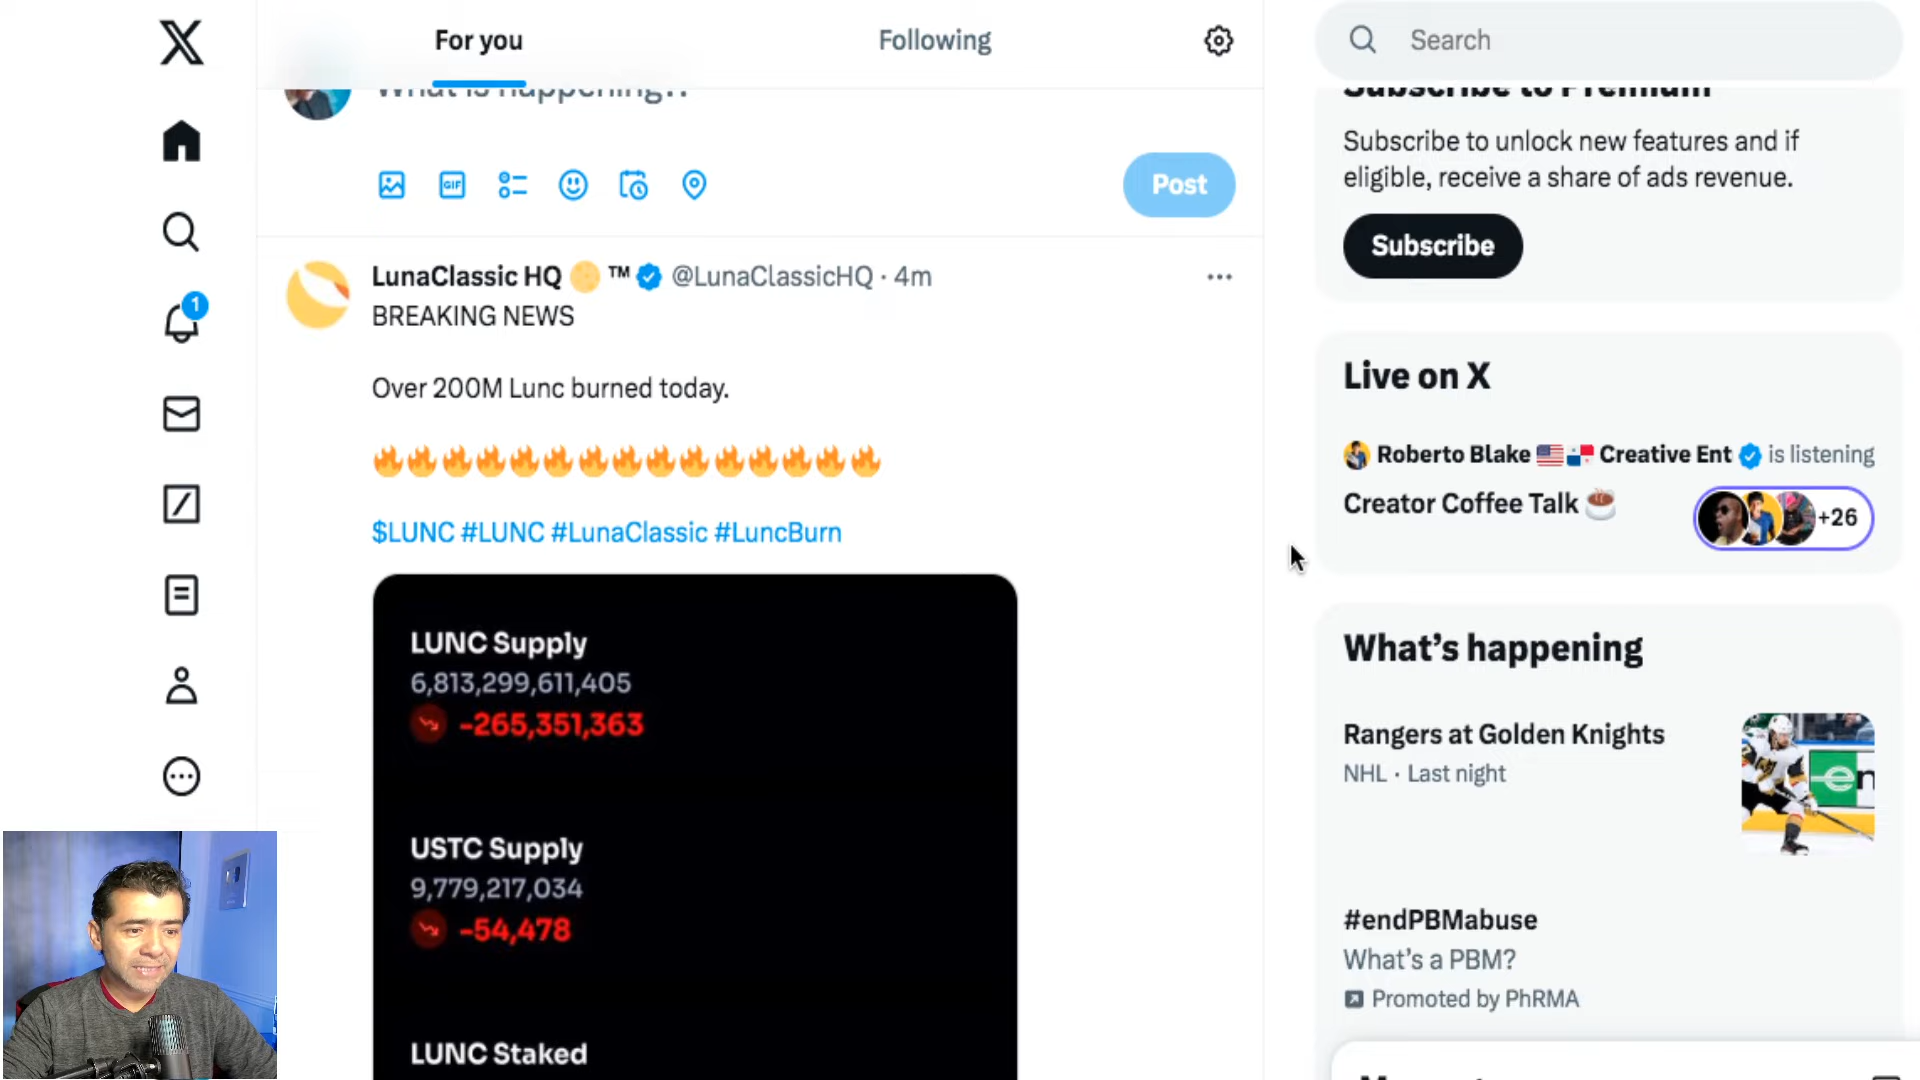 For you
Following
Search
What is happening?!
GIF
Post
Subscribe to Premium
Subscribe to unlock new features and if
eligible, receive a share of ads revenue.
Subscribe
1
LunaClassic HQ 🌕 ™ @LunaClassicHQ · 4m
BREAKING NEWS
Over 200M Lunc burned today.
🔥🔥🔥🔥🔥🔥🔥🔥🔥🔥🔥🔥🔥🔥🔥
$LUNC #LUNC #LunaClassic #LuncBurn
LUNC Supply
6,813,299,611,405
-265,351,363
USTC Supply
9,779,217,034
-54,478
LUNC Staked
Live on X
Roberto Blake 🇺🇸🇵🇦 Creative Ent is listening
Creator Coffee Talk ☕
+26
What's happening
Rangers at Golden Knights
NHL · Last night
#endPBMabuse
What's a PBM?
Promoted by PhRMA